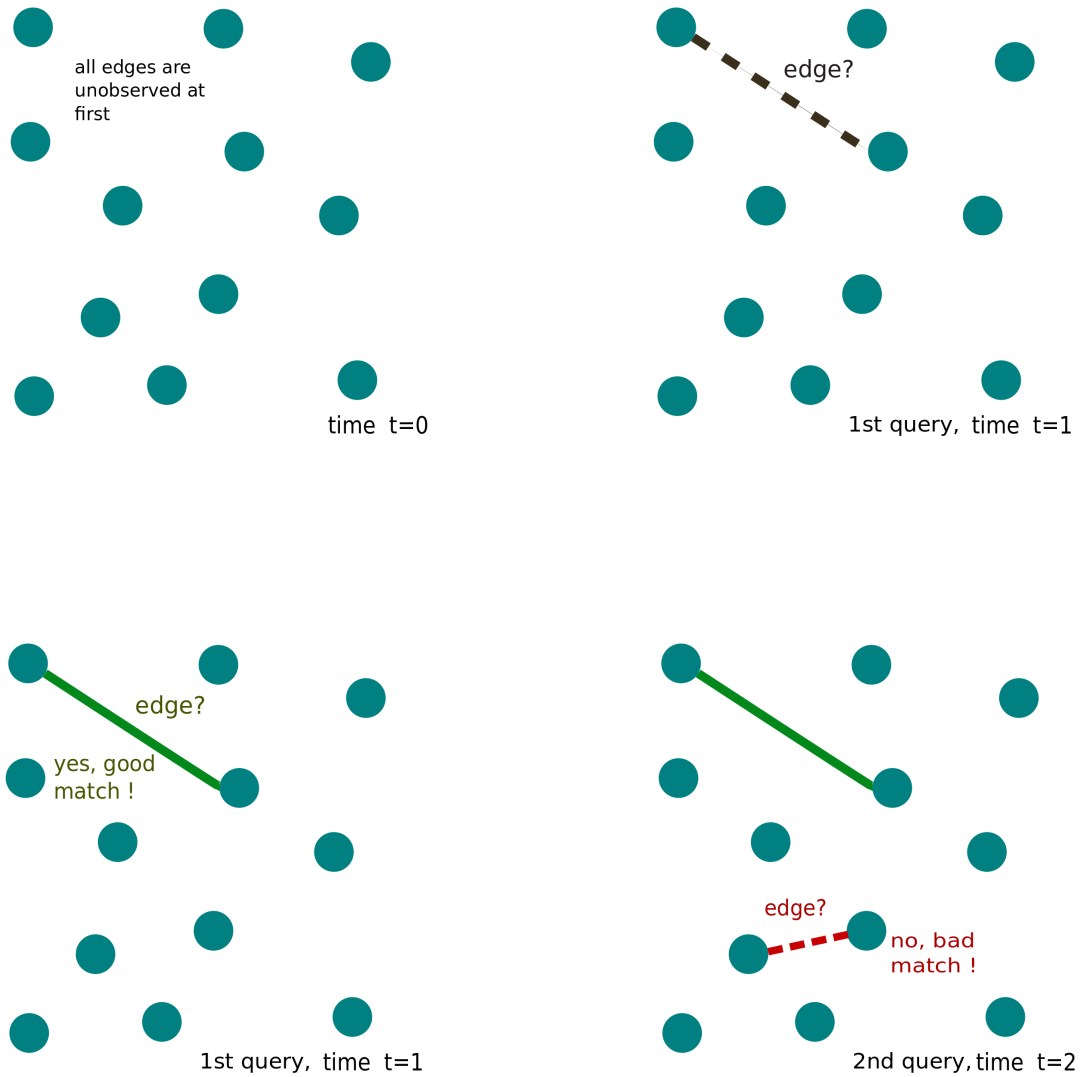 all edges are
unobserved at
first
time t=0
edge?
1st query, time t=1
edge?
yes, good
match !
1st query, time t=1
edge?
no, bad
match !
2nd query, time t=2